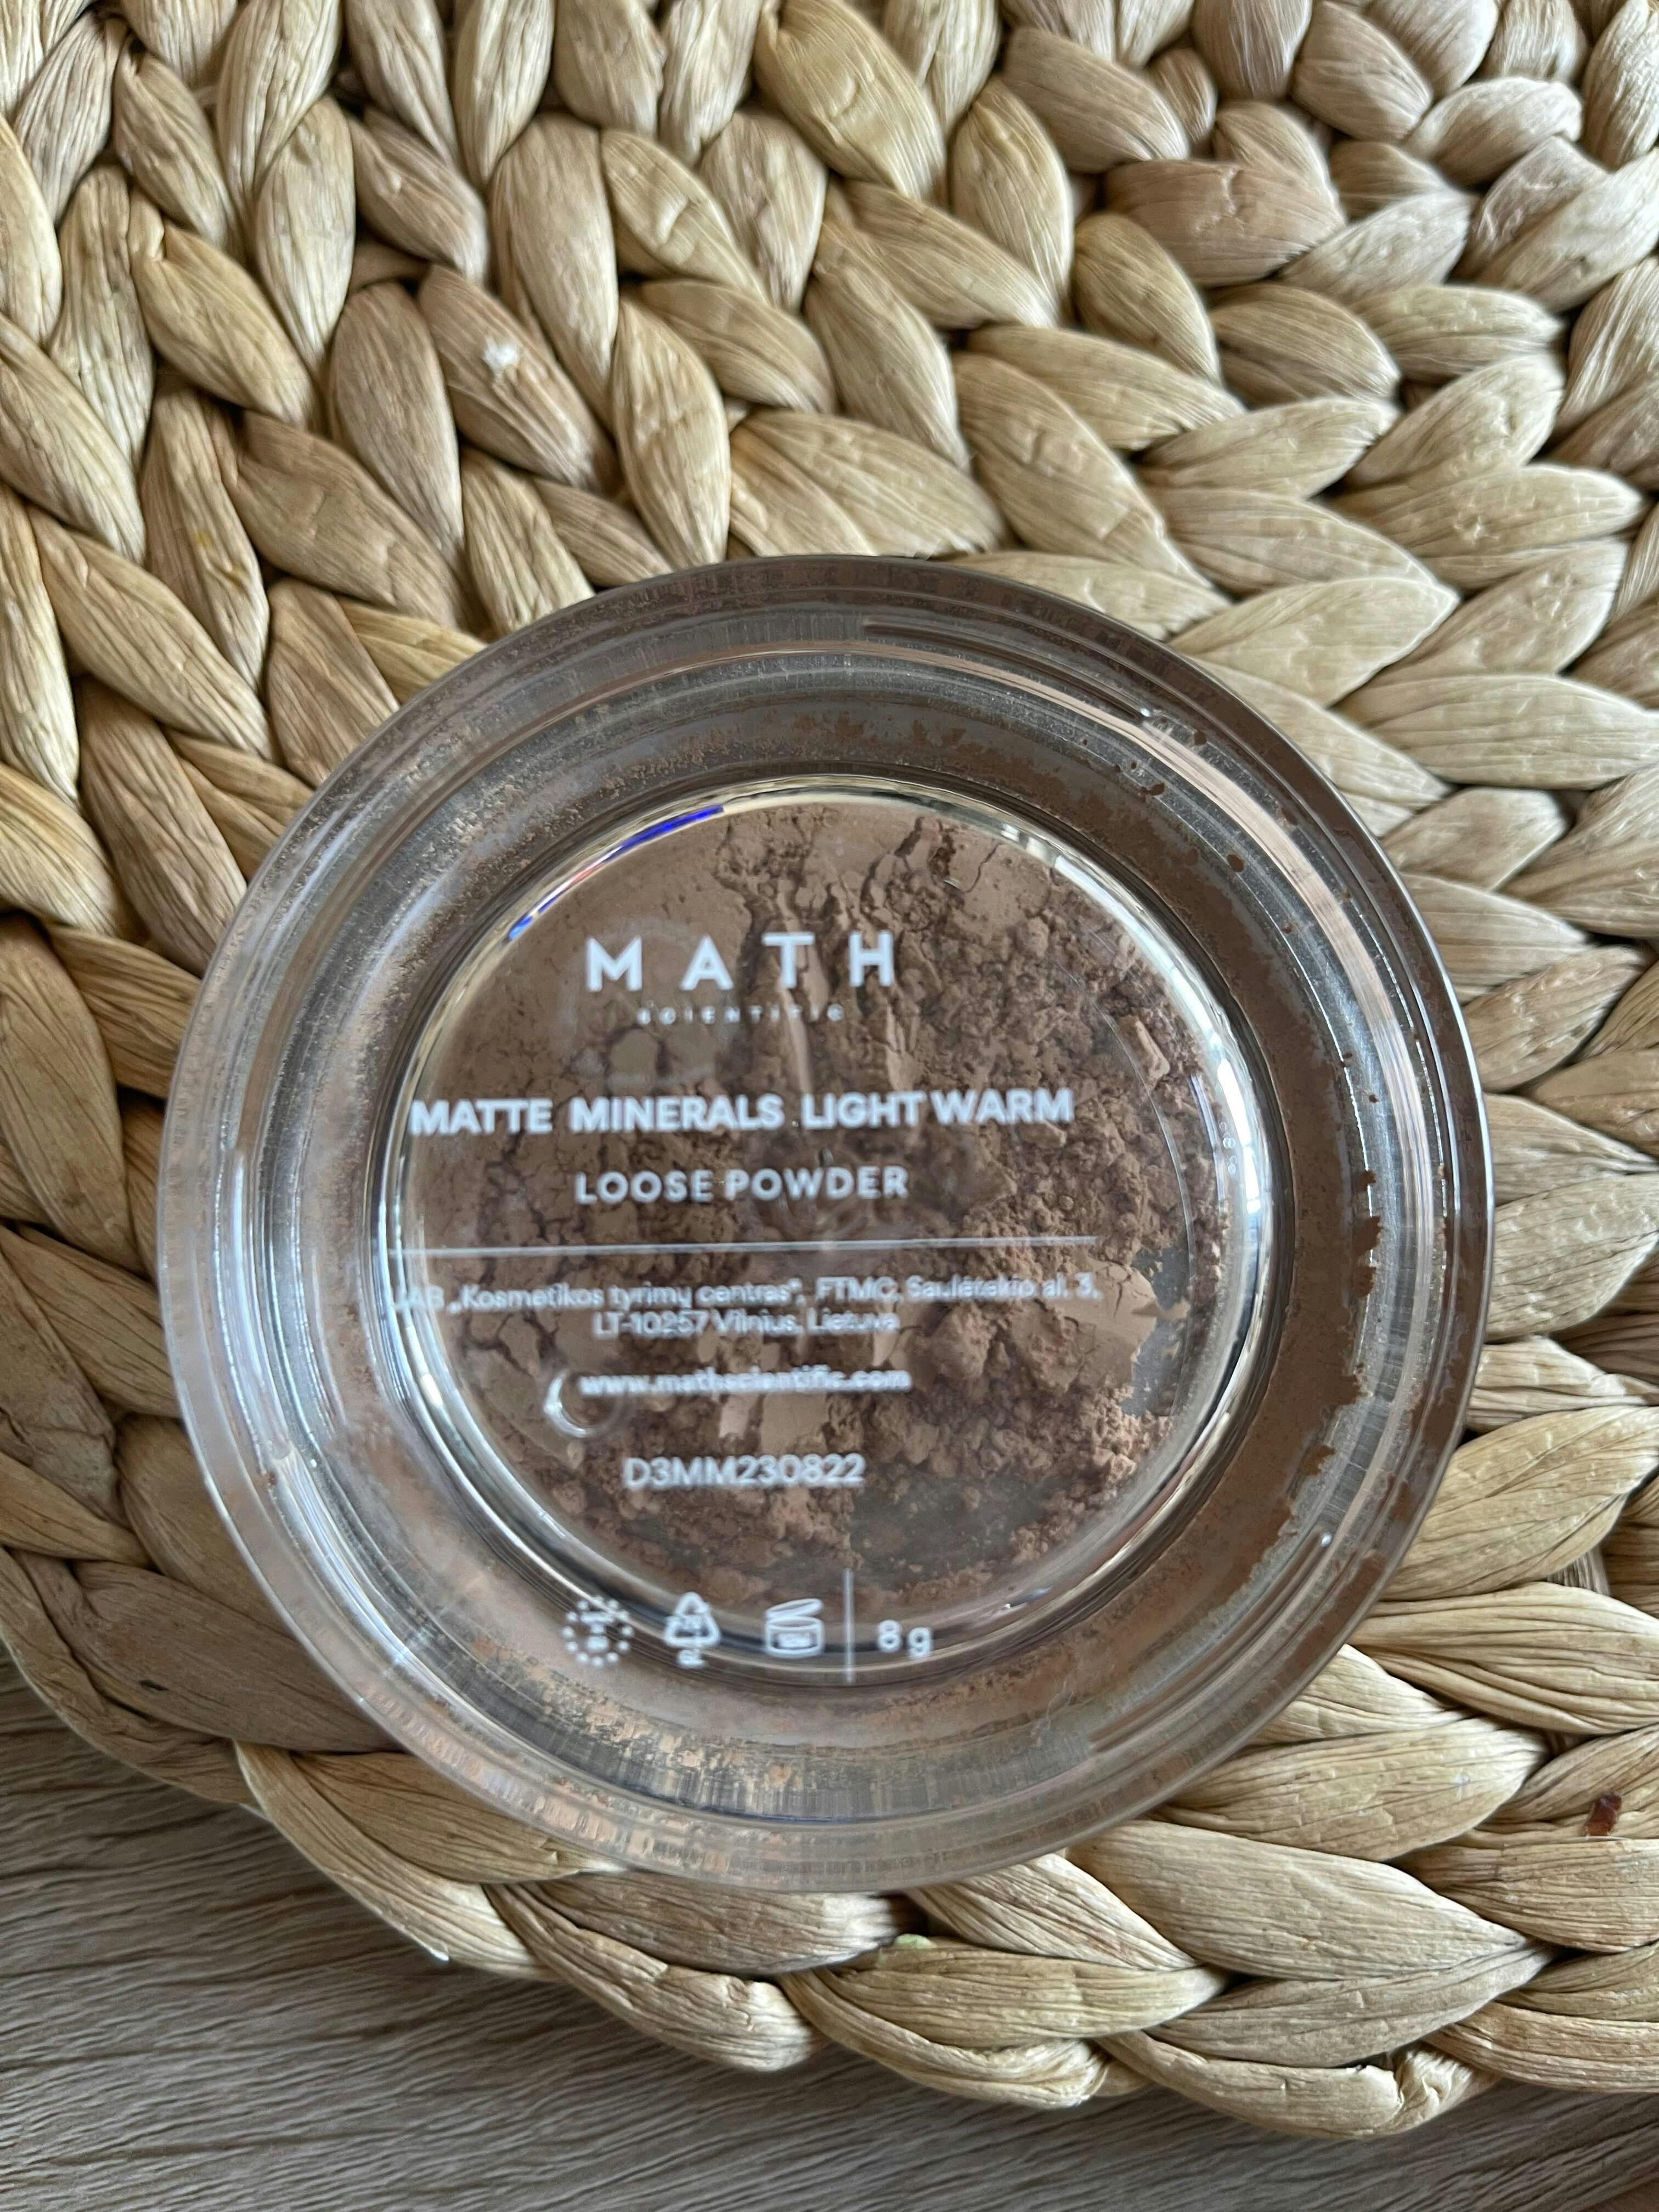 MATH
SCIENTIFIC
MATTE MINERALS LIGHT WARM
LOOSE POWDER
UAB „Kosmetikos tyrimų centras“, FTMC, Saulėtekio al. 3,
LT-10257 Vilnius, Lietuva
www.mathscientific.com
D3MM230822
8 g